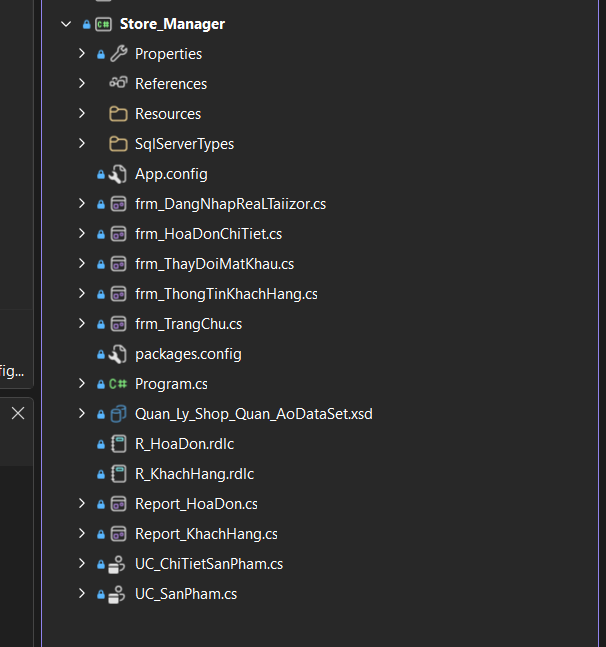 Store_Manager
Properties
References
Resources
SqlServerTypes
App.config
frm_DangNhapReaLTaiizor.cs
frm_HoaDonChiTiet.cs
frm_ThayDoiMatKhau.cs
frm_ThongTinKhachHang.cs
frm_TrangChu.cs
packages.config
fig...
C# Program.cs
Quan_Ly_Shop_Quan_AoDataSet.xsd
R_HoaDon.rdlc
R_KhachHang.rdlc
Report_HoaDon.cs
Report_KhachHang.cs
UC_ChiTietSanPham.cs
UC_SanPham.cs